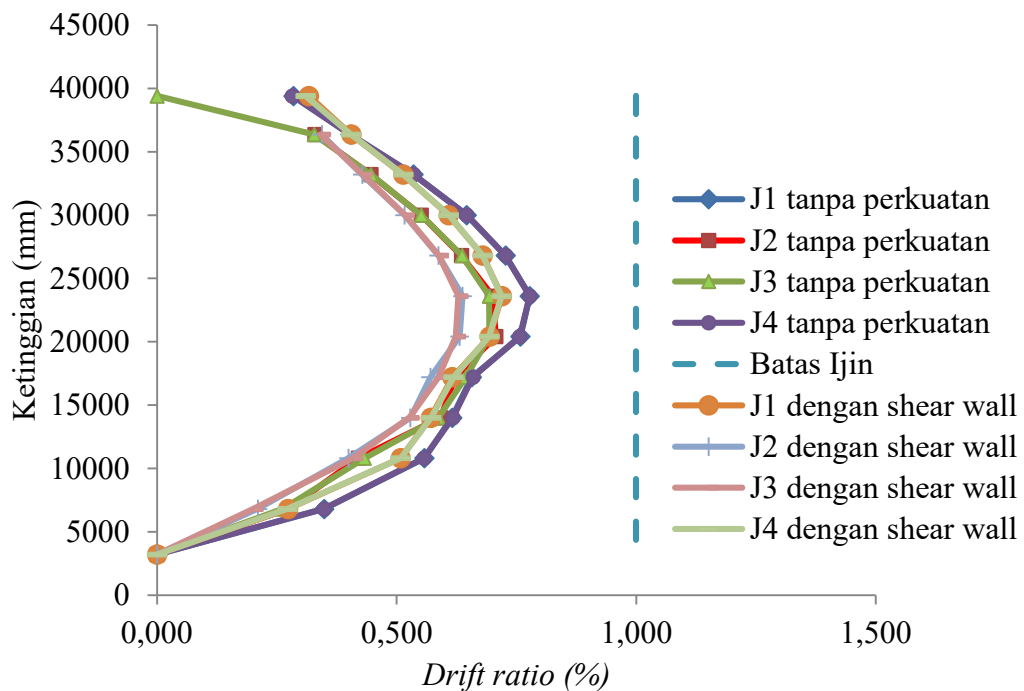 45000
40000
35000
30000
25000
20000
15000
10000
5000
0
Ketinggian (mm)
0,000
0,500
1,000
1,500
Drift ratio (%)
J1 tanpa perkuatan
J2 tanpa perkuatan
J3 tanpa perkuatan
J4 tanpa perkuatan
Batas Ijin
J1 dengan shear wall
J2 dengan shear wall
J3 dengan shear wall
J4 dengan shear wall